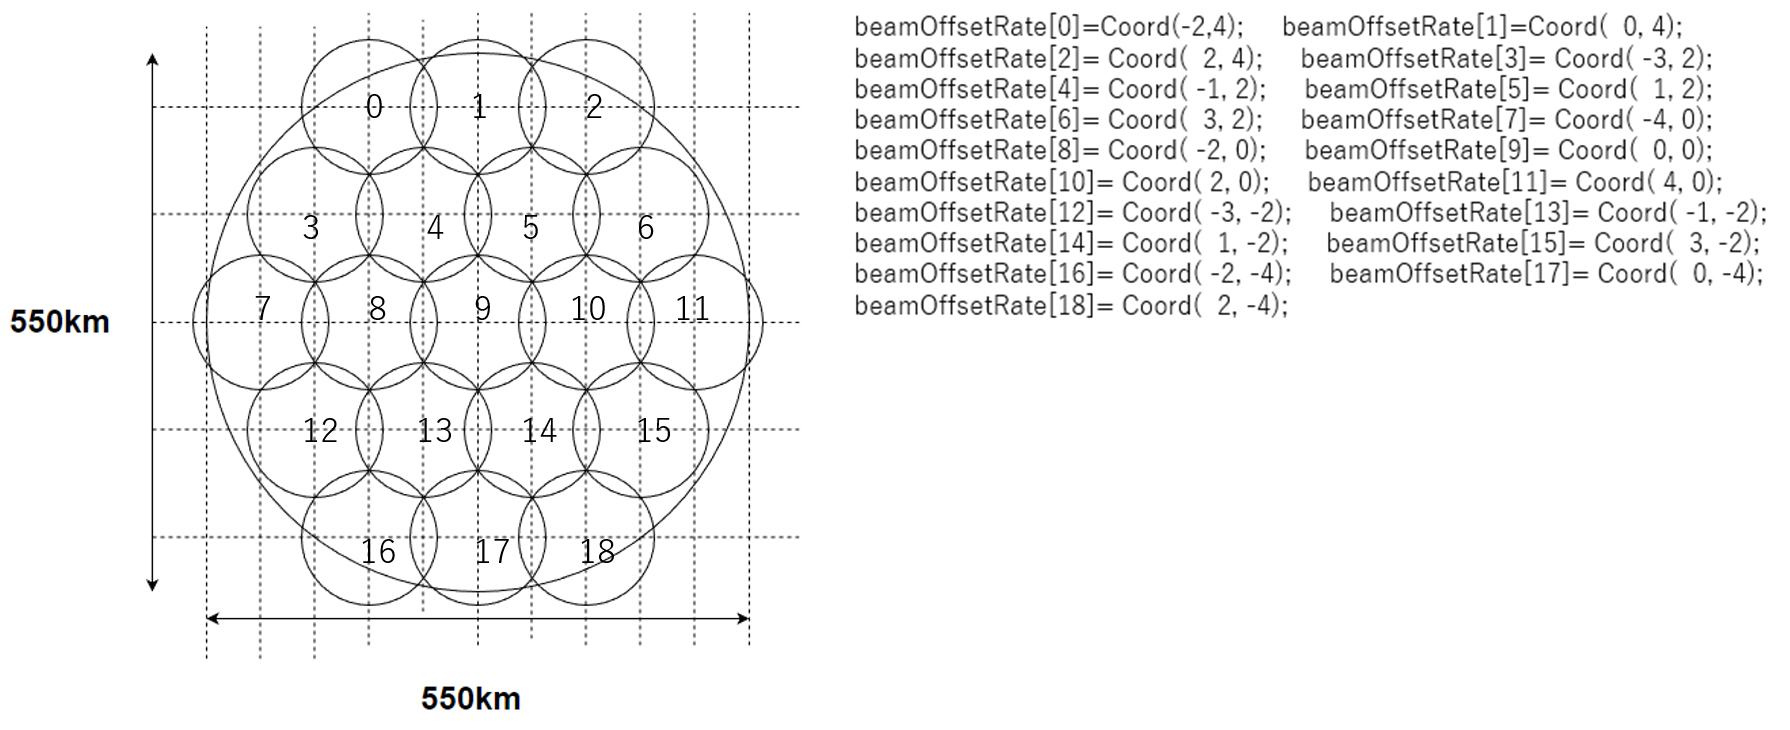 0 1 2
3 4 5 6
7 8 9 10 11
12 13 14 15
16 17 18
550km
550km
beamOffsetRate[0]=Coord(-2,4); beamOffsetRate[1]=Coord( 0, 4);
beamOffsetRate[2]= Coord( 2, 4); beamOffsetRate[3]= Coord( -3, 2);
beamOffsetRate[4]= Coord( -1, 2); beamOffsetRate[5]= Coord( 1, 2);
beamOffsetRate[6]= Coord( 3, 2); beamOffsetRate[7]= Coord( -4, 0);
beamOffsetRate[8]= Coord( -2, 0); beamOffsetRate[9]= Coord( 0, 0);
beamOffsetRate[10]= Coord( 2, 0); beamOffsetRate[11]= Coord( 4, 0);
beamOffsetRate[12]= Coord( -3, -2); beamOffsetRate[13]= Coord( -1, -2);
beamOffsetRate[14]= Coord( 1, -2); beamOffsetRate[15]= Coord( 3, -2);
beamOffsetRate[16]= Coord( -2, -4); beamOffsetRate[17]= Coord( 0, -4);
beamOffsetRate[18]= Coord( 2, -4);